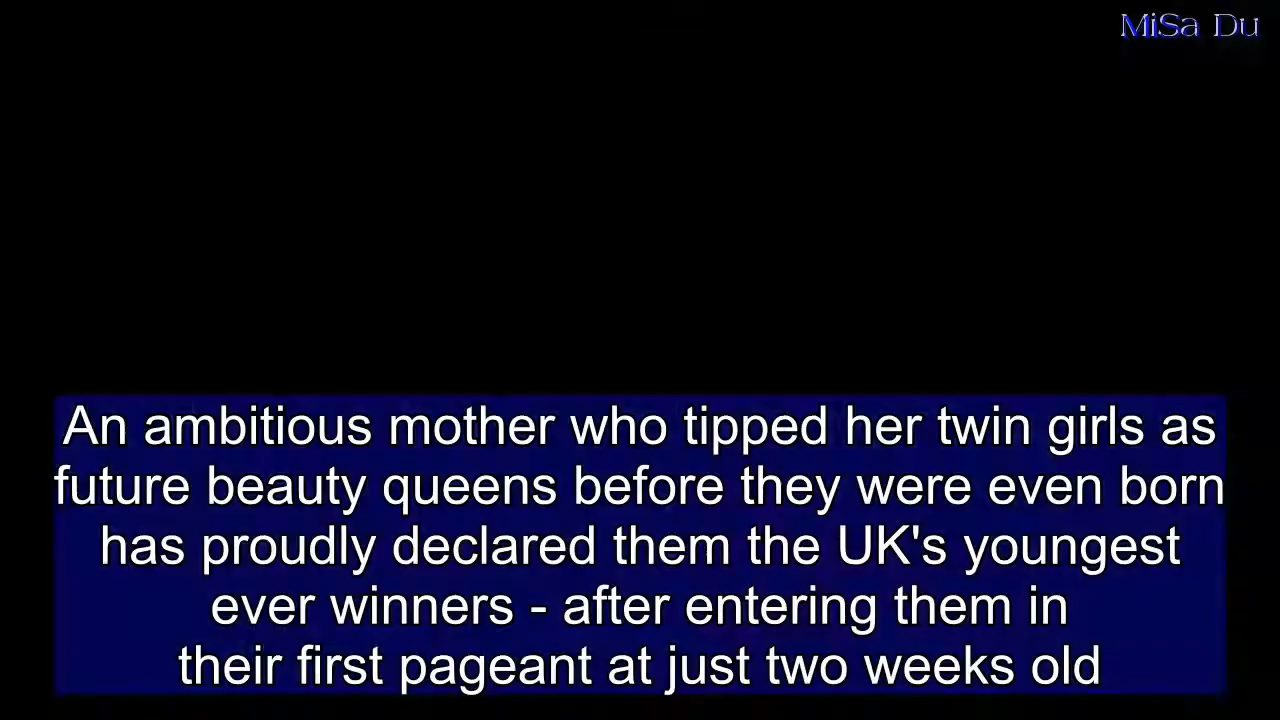 MiSa Du
An ambitious mother who tipped her twin girls as
future beauty queens before they were even born
has proudly declared them the UK's youngest
ever winners - after entering them in
their first pageant at just two weeks old